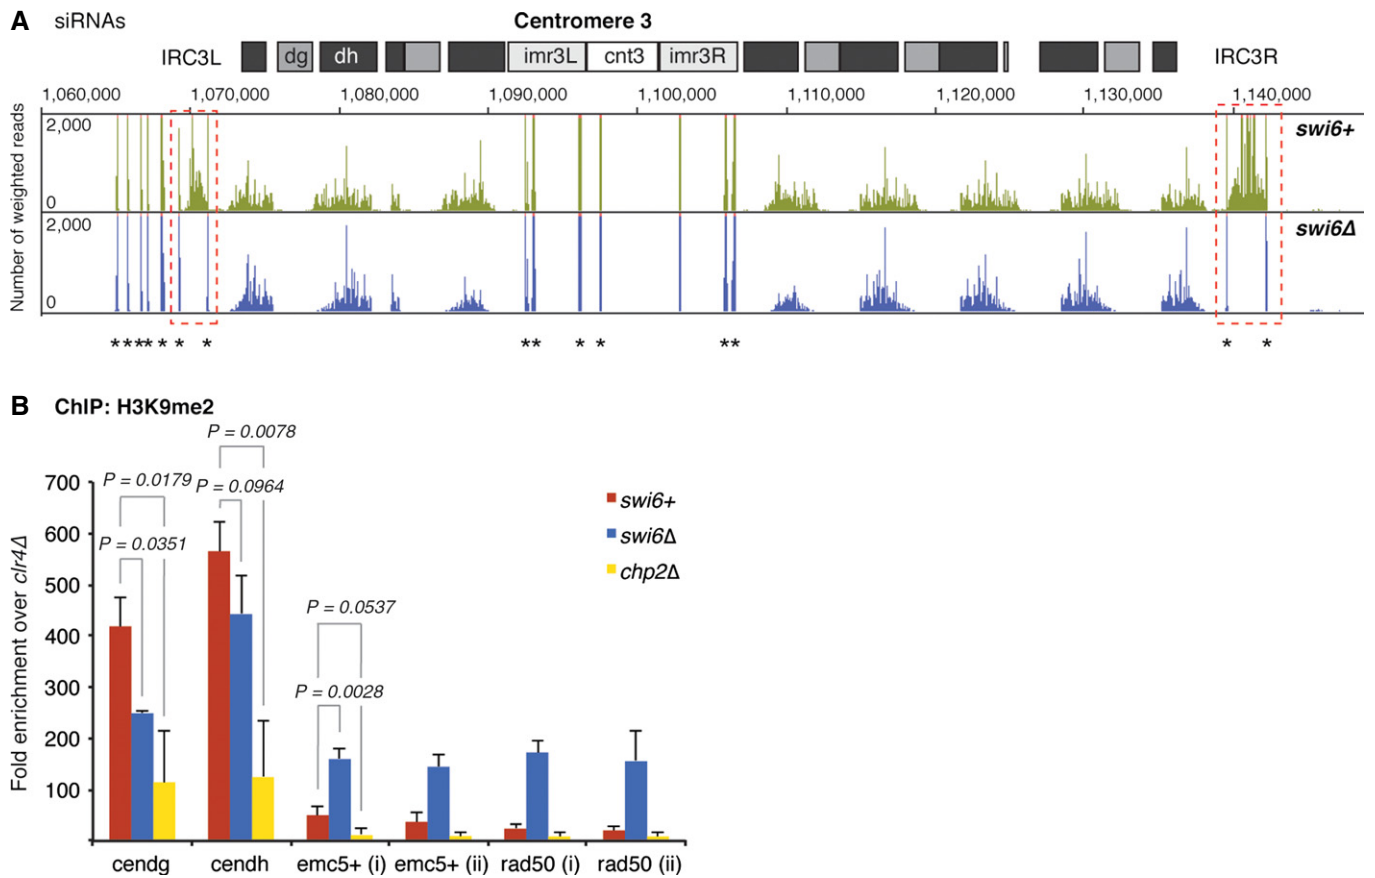 A siRNAs Centromere 3
IRC3L dg dh imr3L cnt3 imr3R IRC3R
1,060,000 1,070,000 1,080,000 1,090,000 1,100,000 1,110,000 1,120,000 1,130,000 1,140,000
Number of weighted reads
2,000 swi6+
0
2,000 swi6Δ
0
* * * * * * * * * * * * * * *
B ChIP: H3K9me2
P = 0.0078
P = 0.0179 P = 0.0964
P = 0.0351
P = 0.0537
P = 0.0028
Fold enrichment over clr4Δ
700
600
500
400
300
200
100
swi6+
swi6Δ
chp2Δ
cendg cendh emc5+ (i) emc5+ (ii) rad50 (i) rad50 (ii)